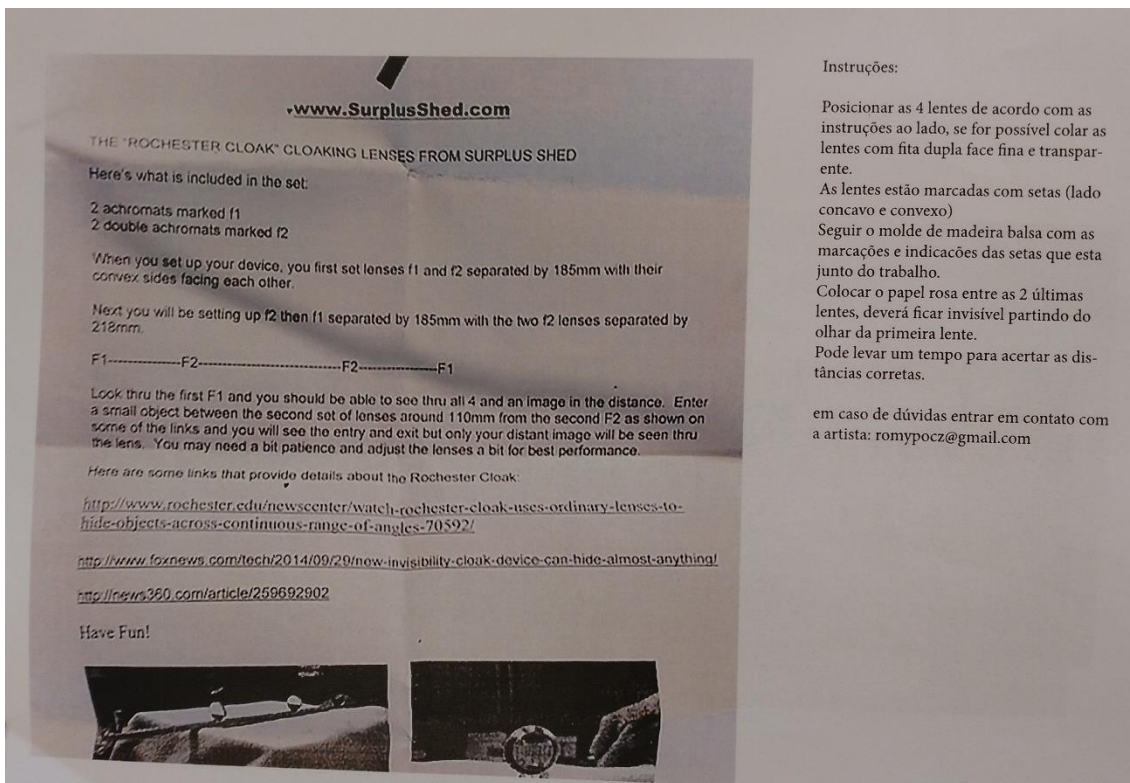 www.SurplusShed.com
THE "ROCHESTER CLOAK" CLOAKING LENSES FROM SURPLUS SHED
Here's what is included in the set:
2 achromats marked f1
2 double achromats marked f2
When you set up your device, you first set lenses f1 and f2 separated by 185mm with their
convex sides facing each other.
Next you will be setting up f2 then f1 separated by 185mm with the two f2 lenses separated by
218mm.
F1---------------F2------------------------------F2----------------F1
Look thru the first F1 and you should be able to see thru all 4 and an image in the distance. Enter
a small object between the second set of lenses around 110mm from the second F2 as shown on
some of the links and you will see the entry and exit but only your distant image will be seen thru
the lens. You may need a bit patience and adjust the lenses a bit for best performance.
Here are some links that provide details about the Rochester Cloak:
http://www.rochester.edu/newscenter/watch-rochester-cloak-uses-ordinary-lenses-to-
hide-objects-across-continuous-range-of-angles-70592/
http://www.foxnews.com/tech/2014/09/29/new-invisibility-cloak-device-can-hide-almost-anything/
http://news360.com/article/259692902
Have Fun!
Instruções:
Posicionar as 4 lentes de acordo com as
instruções ao lado, se for possível colar as
lentes com fita dupla face fina e transpar-
ente.
As lentes estão marcadas com setas (lado
concavo e convexo)
Seguir o molde de madeira balsa com as
marcações e indicacões das setas que esta
junto do trabalho.
Colocar o papel rosa entre as 2 últimas
lentes, deverá ficar invisível partindo do
olhar da primeira lente.
Pode levar um tempo para acertar as dis-
tâncias corretas.
em caso de dúvidas entrar em contato com
a artista: romypocz@gmail.com